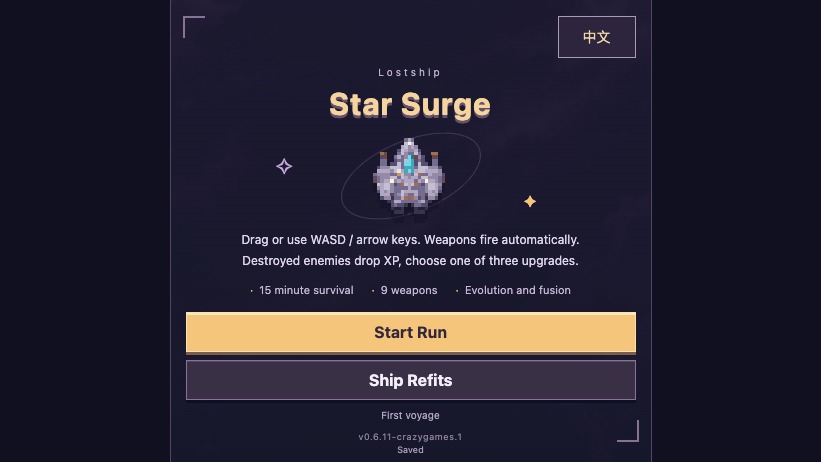 中文
Lostship
Star Surge
Drag or use WASD / arrow keys. Weapons fire automatically.
Destroyed enemies drop XP, choose one of three upgrades.
· 15 minute survival · 9 weapons · Evolution and fusion
Start Run
Ship Refits
First voyage
v0.6.11-crazygames.1
Saved